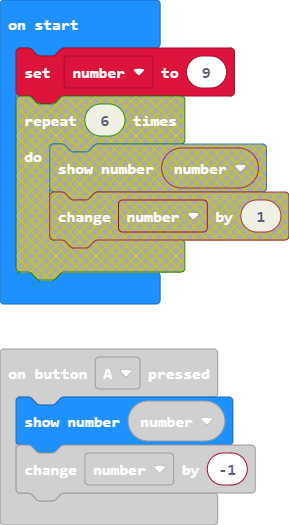 on start
set number to 9
repeat 6 times
do show number number
change number by 1
on button A pressed
show number number
change number by -1